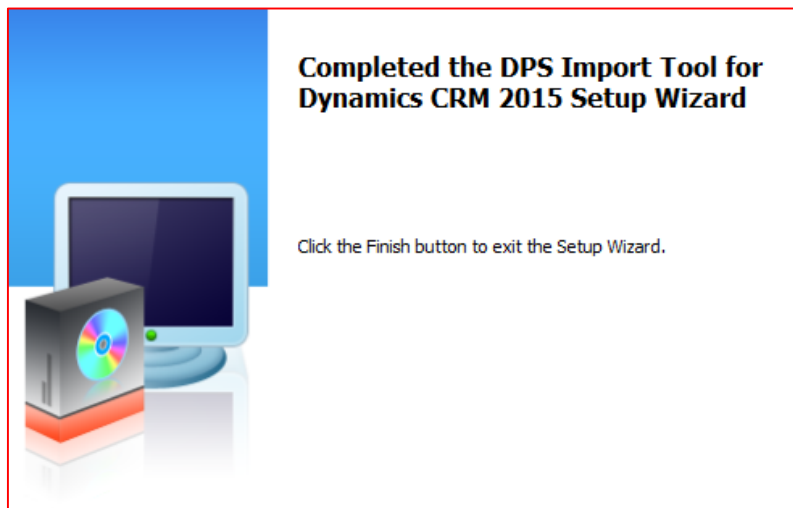 Completed the DPS Import Tool for
Dynamics CRM 2015 Setup Wizard
Click the Finish button to exit the Setup Wizard.